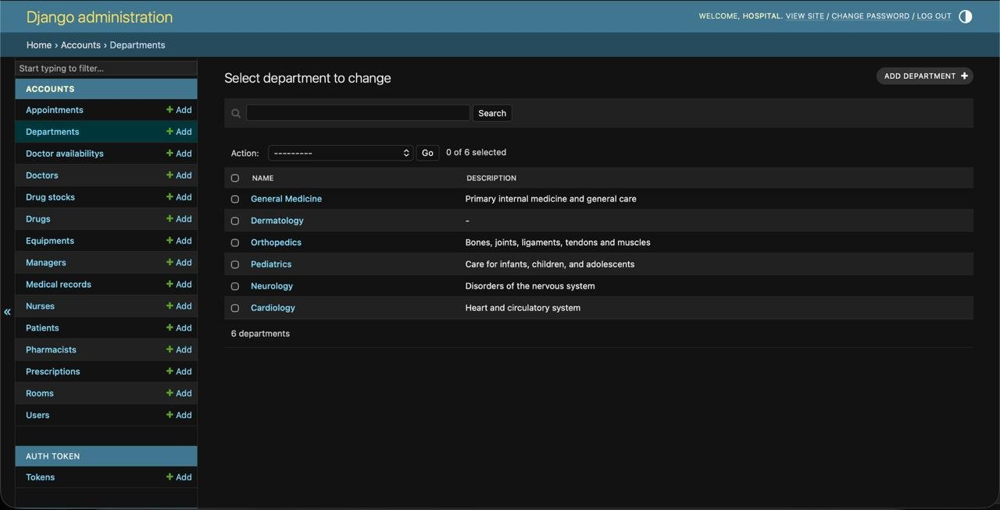 Django administration
WELCOME, HOSPITAL. VIEW SITE / CHANGE PASSWORD / LOG OUT
Home › Accounts › Departments
Start typing to filter...
ACCOUNTS
Appointments + Add
Departments + Add
Doctor availabilitys + Add
Doctors + Add
Drug stocks + Add
Drugs + Add
Equipments + Add
Managers + Add
Medical records + Add
Nurses + Add
Patients + Add
Pharmacists + Add
Prescriptions + Add
Rooms + Add
Users + Add
AUTH TOKEN
Tokens + Add
«
Select department to change
ADD DEPARTMENT +
Search
Action: --------- Go 0 of 6 selected
NAME DESCRIPTION
General Medicine Primary internal medicine and general care
Dermatology -
Orthopedics Bones, joints, ligaments, tendons and muscles
Pediatrics Care for infants, children, and adolescents
Neurology Disorders of the nervous system
Cardiology Heart and circulatory system
6 departments